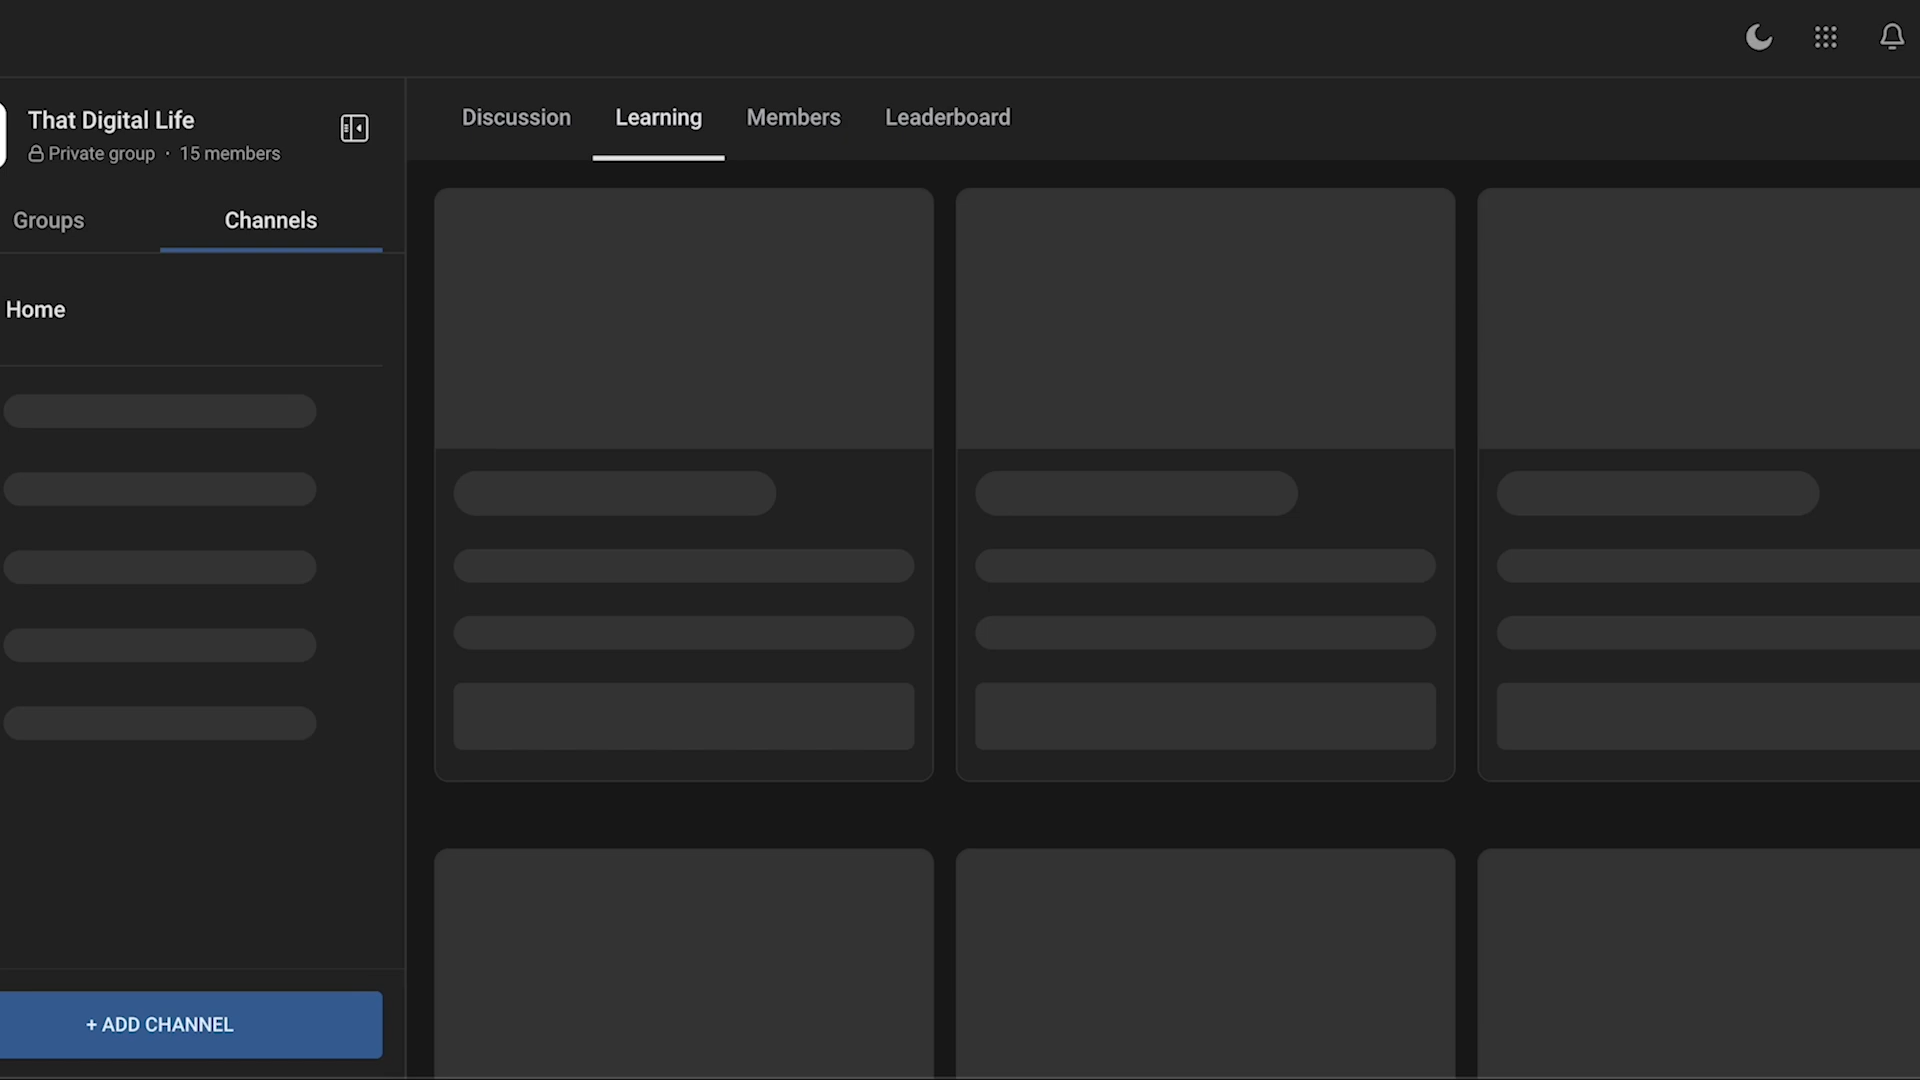 That Digital Life
Private group · 15 members
Groups
Channels
Home
+ ADD CHANNEL
Discussion
Learning
Members
Leaderboard